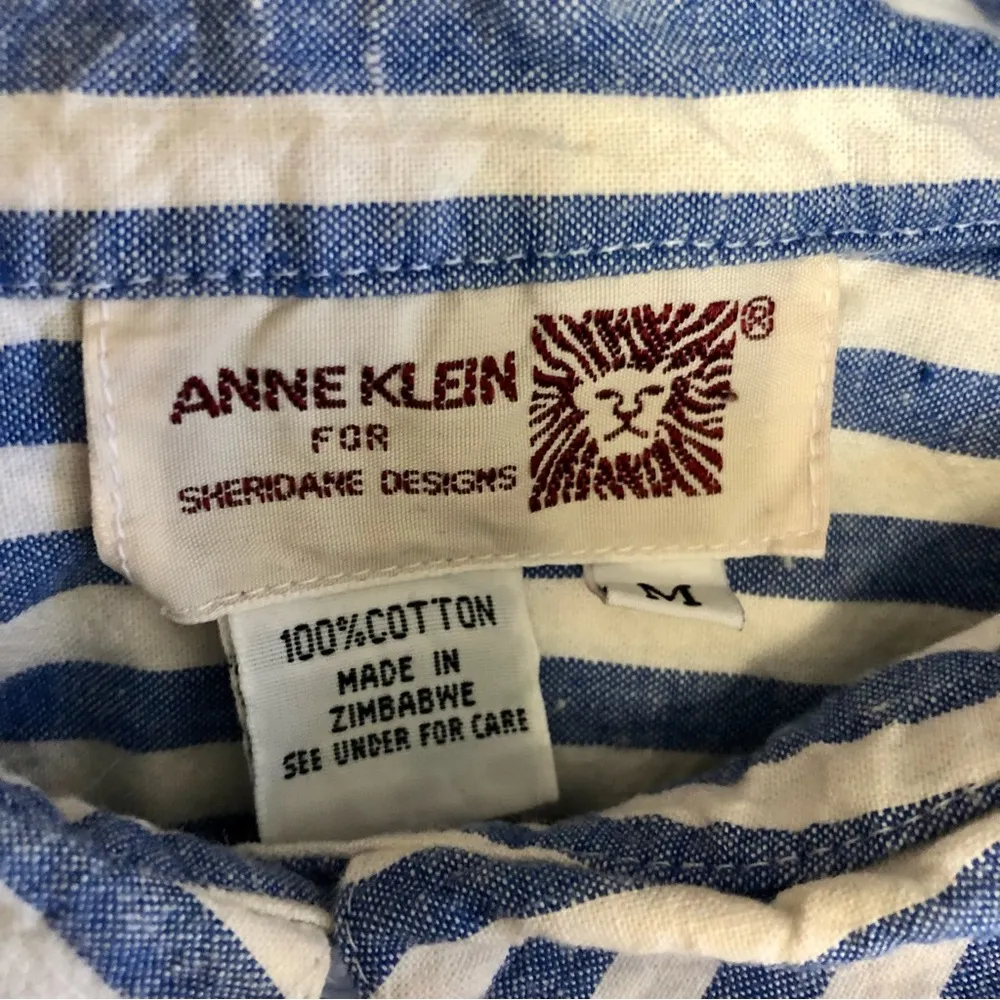 ANNE KLEIN
FOR
SHERIDANE DESIGNS
®
M
100%COTTON
MADE IN
ZIMBABWE
SEE UNDER FOR CARE